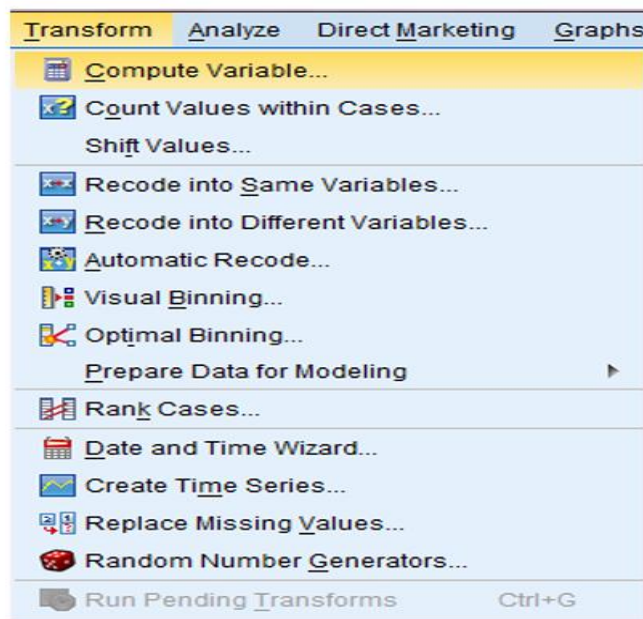 Transform Analyze Direct Marketing Graphs
Compute Variable...
Count Values within Cases...
Shift Values...
Recode into Same Variables...
Recode into Different Variables...
Automatic Recode...
Visual Binning...
Optimal Binning...
Prepare Data for Modeling
Rank Cases...
Date and Time Wizard...
Create Time Series...
Replace Missing Values...
Random Number Generators...
Run Pending Transforms Ctrl+G